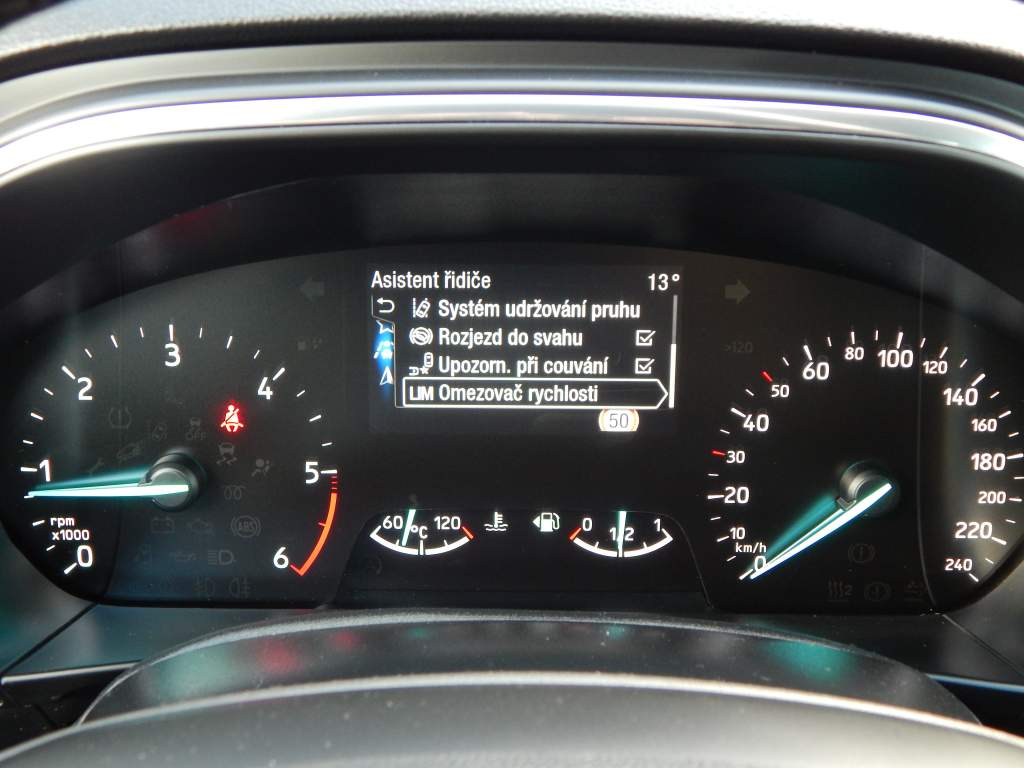 Asistent řidiče 13°
Systém udržování pruhu
Rozjezd do svahu
Upozorn. při couvání
LIM Omezovač rychlosti
50
0
1
2
3
4
5
6
rpm
x1000
OFF
ABS
60 °C 120
0 1/2 1
>120
0
10
20
30
40
50
60
80
100
120
140
160
180
200
220
240
km/h